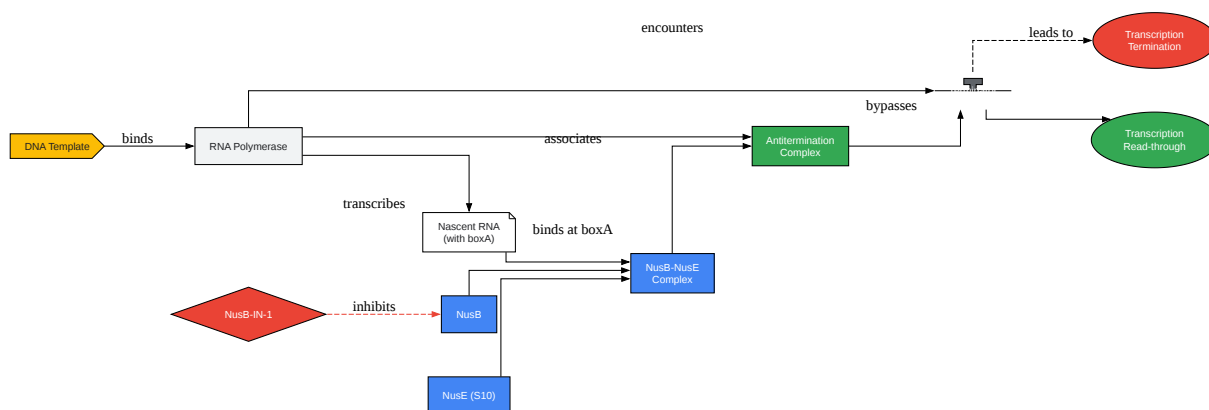 encounters
leads to
Transcription
Termination
bypasses
DNA Template
binds
RNA Polymerase
associates
Antitermination
Complex
Transcription
Read-through
transcribes
Nascent RNA
(with boxA)
binds at boxA
NusB-NusE
Complex
NusB-IN-1
inhibits
NusB
NusE (S10)